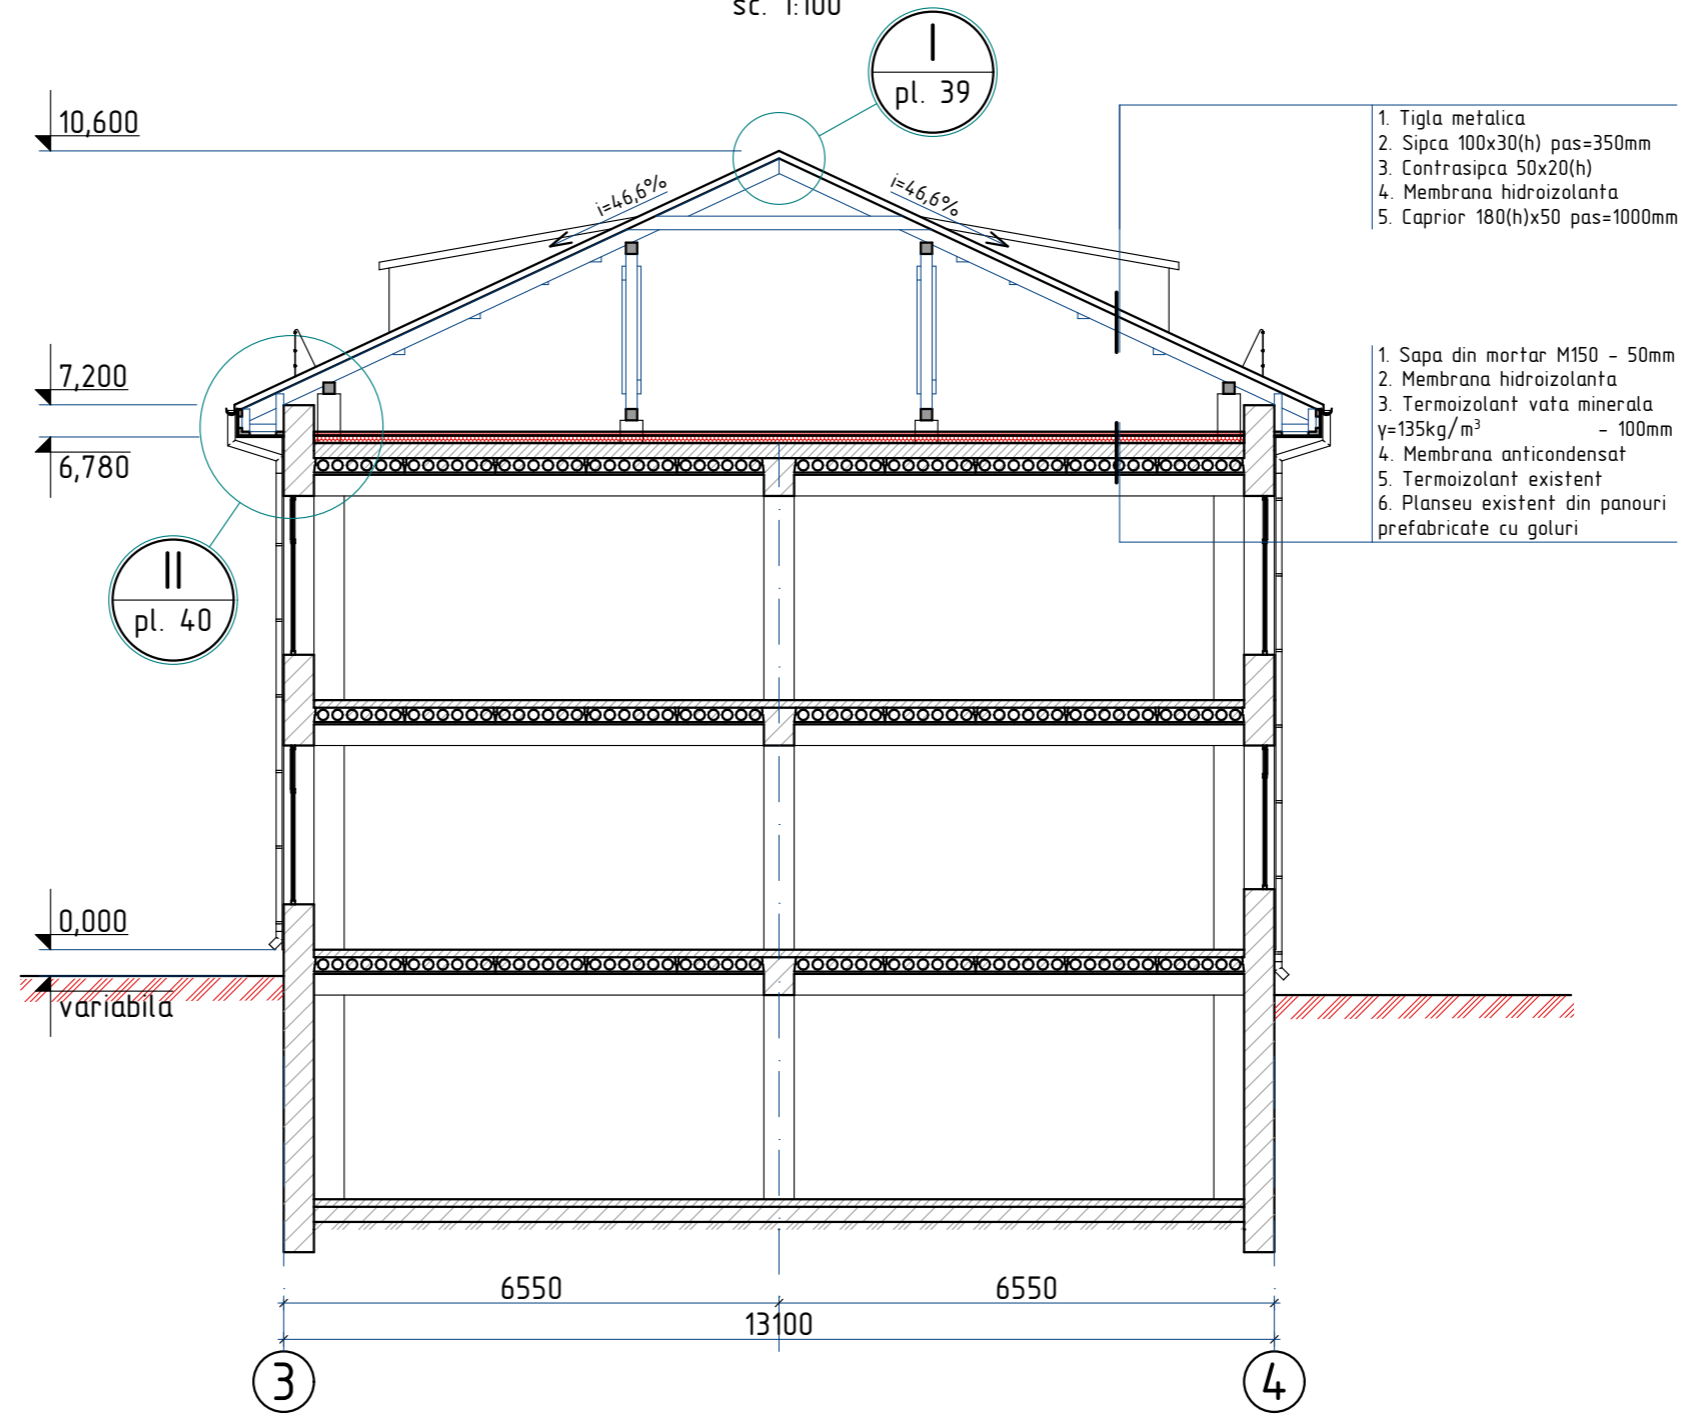 sc. 1:100
I
pl. 39
10,600
i=46,6%
i=46,6%
1. Tigla metalica
2. Sipca 100x30(h) pas=350mm
3. Contrasipca 50x20(h)
4. Membrana hidroizolanta
5. Caprior 180(h)x50 pas=1000mm
7,200
6,780
1. Sapa din mortar M150 - 50mm
2. Membrana hidroizolanta
3. Termoizolant vata minerala
γ=135kg/m³ - 100mm
4. Membrana anticondensat
5. Termoizolant existent
6. Planseu existent din panouri
prefabricate cu goluri
II
pl. 40
0,000
variabila
6550 6550
13100
3 4